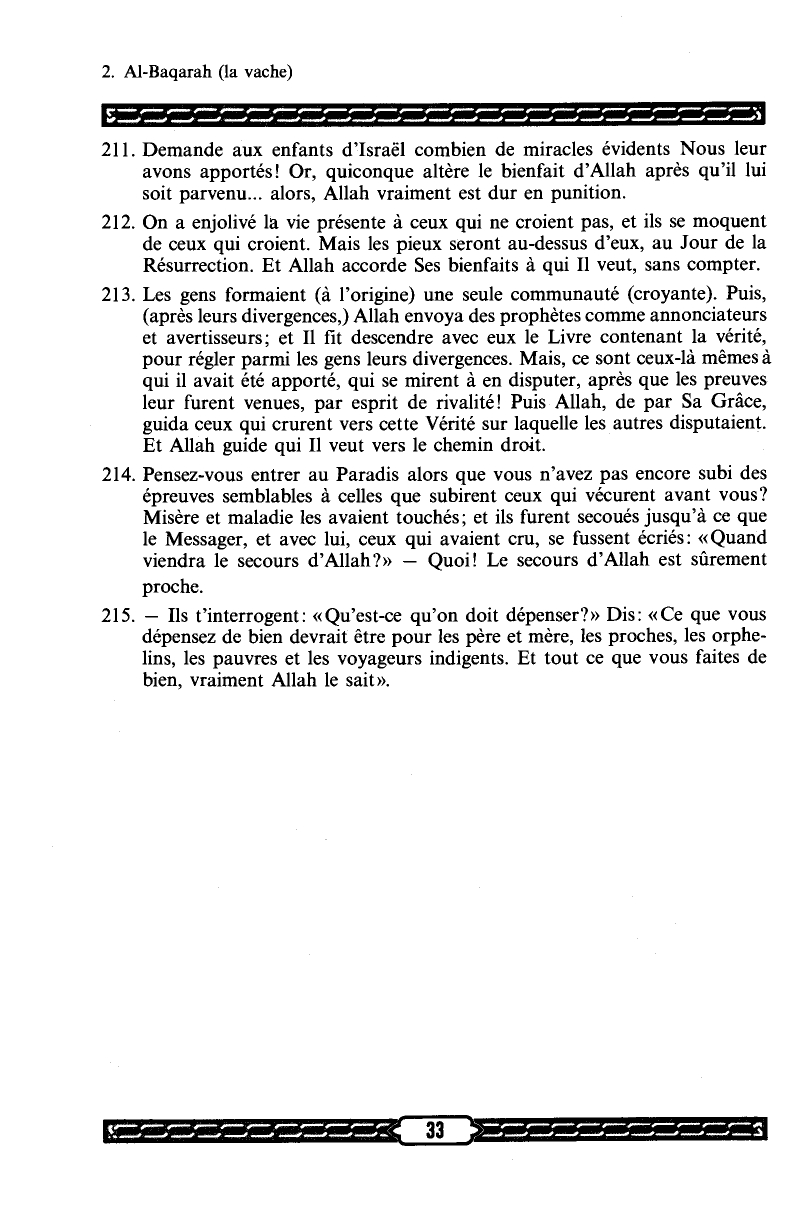 2. Al-Baqarah (la vache)
211. Demande aux enfants d'Israël combien de miracles évidents Nous leur
avons apportés! Or, quiconque altère le bienfait d'Allah après qu'il lui
soit parvenu... alors, Allah vraiment est dur en punition.
212. On a enjolivé la vie présente à ceux qui ne croient pas, et ils se moquent
de ceux qui croient. Mais les pieux seront au-dessus d'eux, au Jour de la
Résurrection. Et Allah accorde Ses bienfaits à qui Il veut, sans compter.
213. Les gens formaient (à l'origine) une seule communauté (croyante). Puis,
(après leurs divergences,) Allah envoya des prophètes comme annonciateurs
et avertisseurs; et Il fit descendre avec eux le Livre contenant la vérité,
pour régler parmi les gens leurs divergences. Mais, ce sont ceux-là mêmes à
qui il avait été apporté, qui se mirent à en disputer, après que les preuves
leur furent venues, par esprit de rivalité! Puis Allah, de par Sa Grâce,
guida ceux qui crurent vers cette Vérité sur laquelle les autres disputaient.
Et Allah guide qui Il veut vers le chemin droit.
214. Pensez-vous entrer au Paradis alors que vous n'avez pas encore subi des
épreuves semblables à celles que subirent ceux qui vécurent avant vous?
Misère et maladie les avaient touchés; et ils furent secoués jusqu'à ce que
le Messager, et avec lui, ceux qui avaient cru, se fussent écriés: «Quand
viendra le secours d'Allah?» — Quoi! Le secours d'Allah est sûrement
proche.
215. — Ils t'interrogent: «Qu'est-ce qu'on doit dépenser?» Dis: «Ce que vous
dépensez de bien devrait être pour les père et mère, les proches, les orphe-
lins, les pauvres et les voyageurs indigents. Et tout ce que vous faites de
bien, vraiment Allah le sait».
33